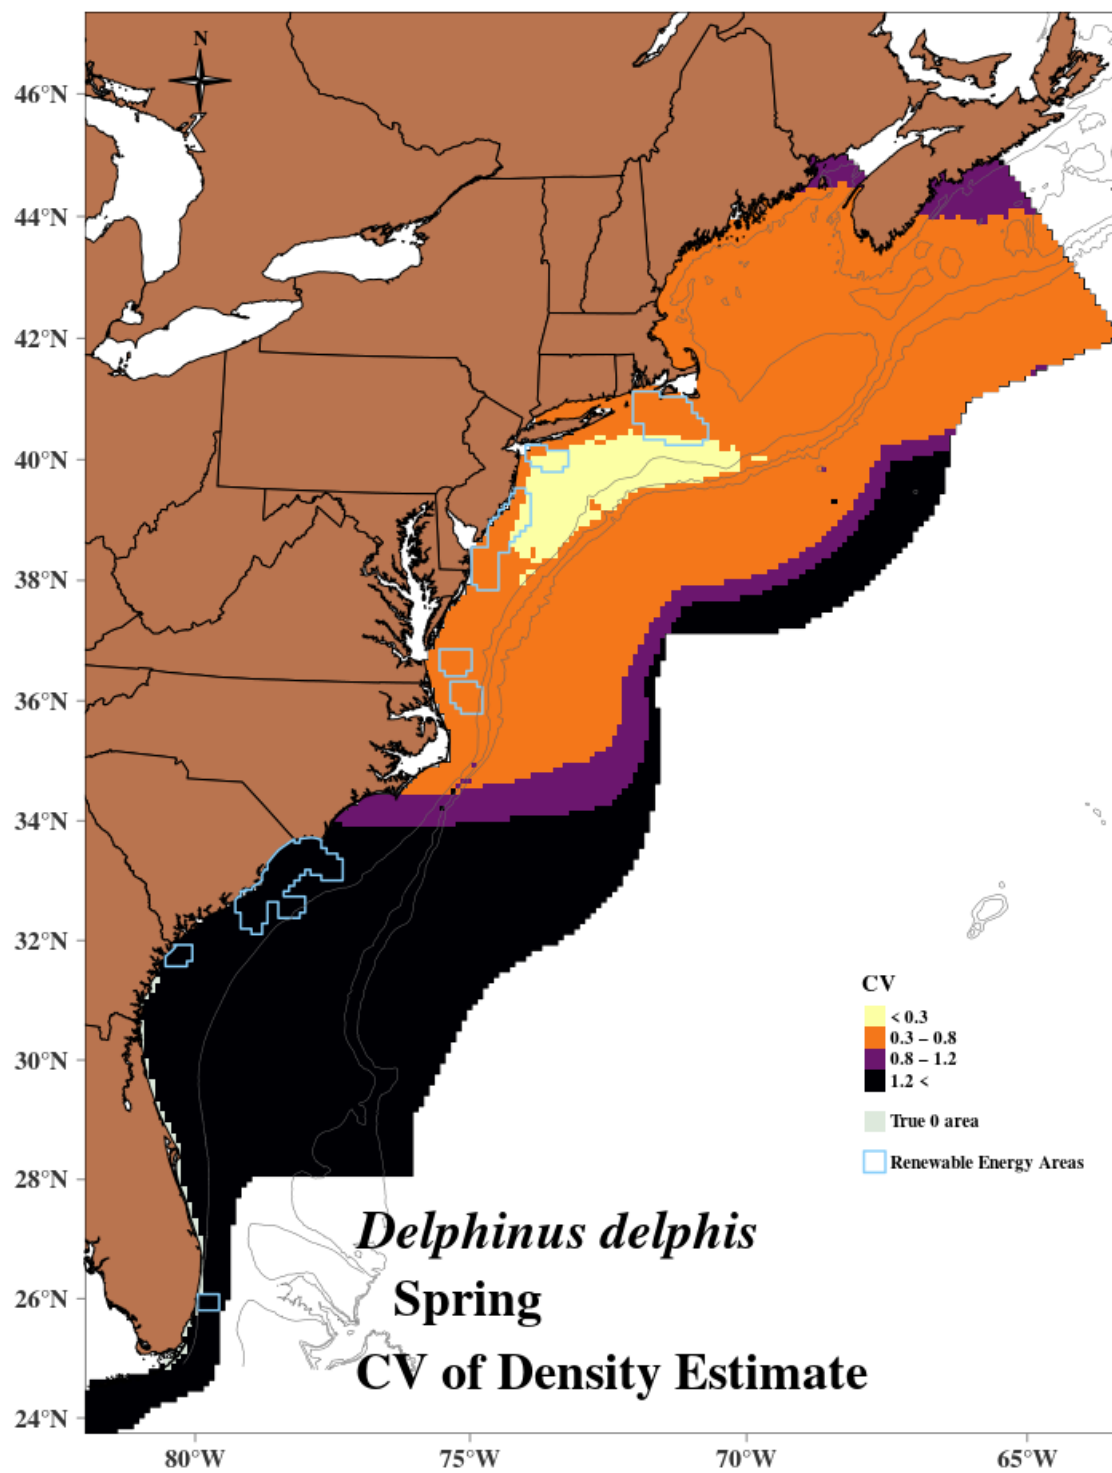 N
46°N
44°N
42°N
40°N
38°N
36°N
34°N
32°N
30°N
28°N
26°N
24°N
CV
< 0.3
0.3 – 0.8
0.8 – 1.2
1.2 <
True 0 area
Renewable Energy Areas
Delphinus delphis
Spring
CV of Density Estimate
80°W 75°W 70°W 65°W